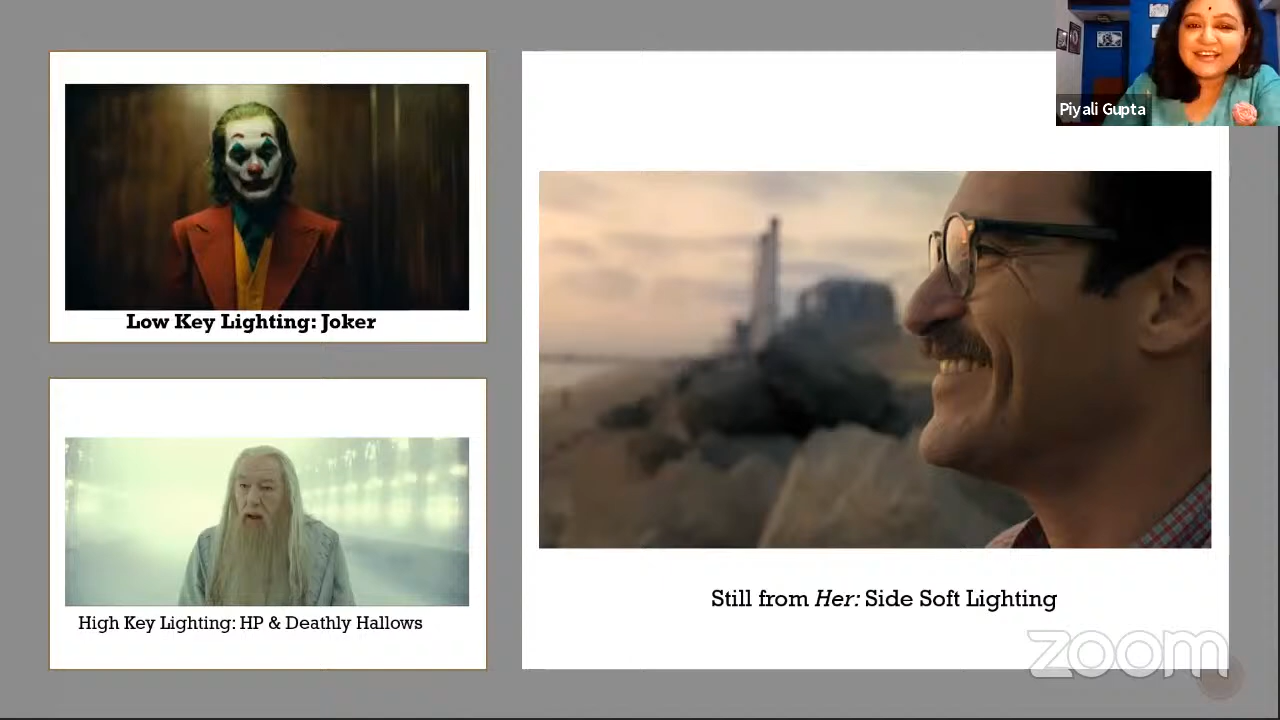 Piyali Gupta
Low Key Lighting: Joker
High Key Lighting: HP & Deathly Hallows
Still from Her: Side Soft Lighting
zoom